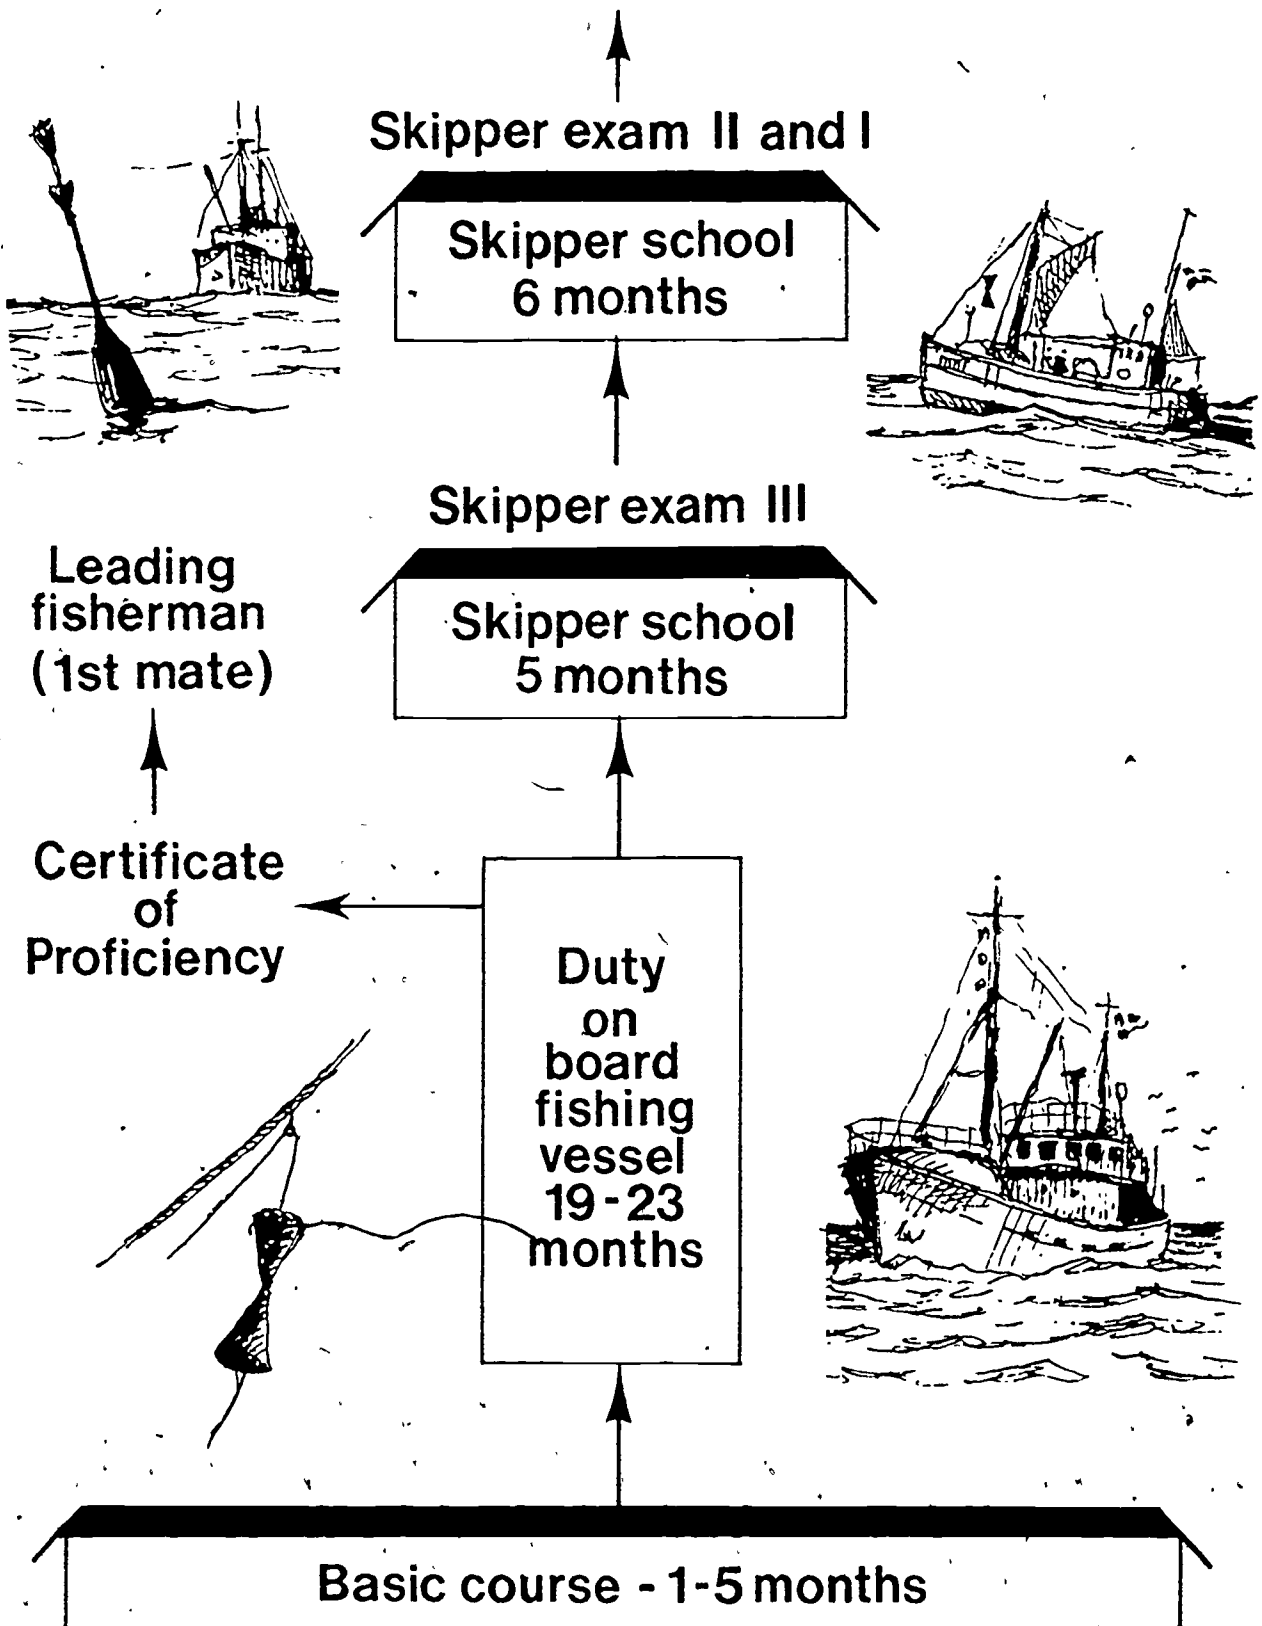 Skipper exam II and I
Skipper school
6 months
Skipper exam III
Skipper school
5 months
Leading
fisherman
(1st mate)
Certificate
of
Proficiency
Duty
on
board
fishing
vessel
19-23
months
Basic course - 1-5 months